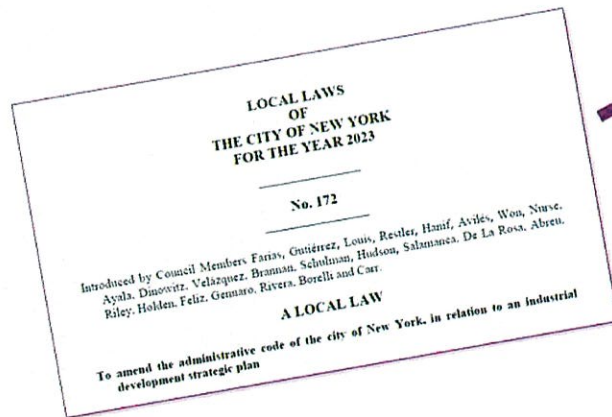 LOCAL LAWS
OF
THE CITY OF NEW YORK
FOR THE YEAR 2023
No. 172
Introduced by Council Members Farias, Gutiérrez, Louis, Restler, Hanif, Avilés, Won, Nurse,
Ayala, Dinowitz, Velázquez, Brannan, Schulman, Hudson, Salamanca, De La Rosa, Abreu,
Riley, Holden, Feliz, Gennaro, Rivera, Borelli and Carr.
A LOCAL LAW
To amend the administrative code of the city of New York, in relation to an industrial
development strategic plan